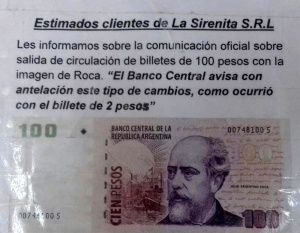 Estimados clientes de La Sirenita S.R.L
Les informamos sobre la comunicación oficial sobre
salida de circulación de billetes de 100 pesos con la
imagen de Roca. "El Banco Central avisa con
antelación este tipo de cambios, como ocurrió
con el billete de 2 pesos"
100
BANCO CENTRAL DE LA
REPUBLICA ARGENTINA
00748100 S
CIEN PESOS
00748100 S
100